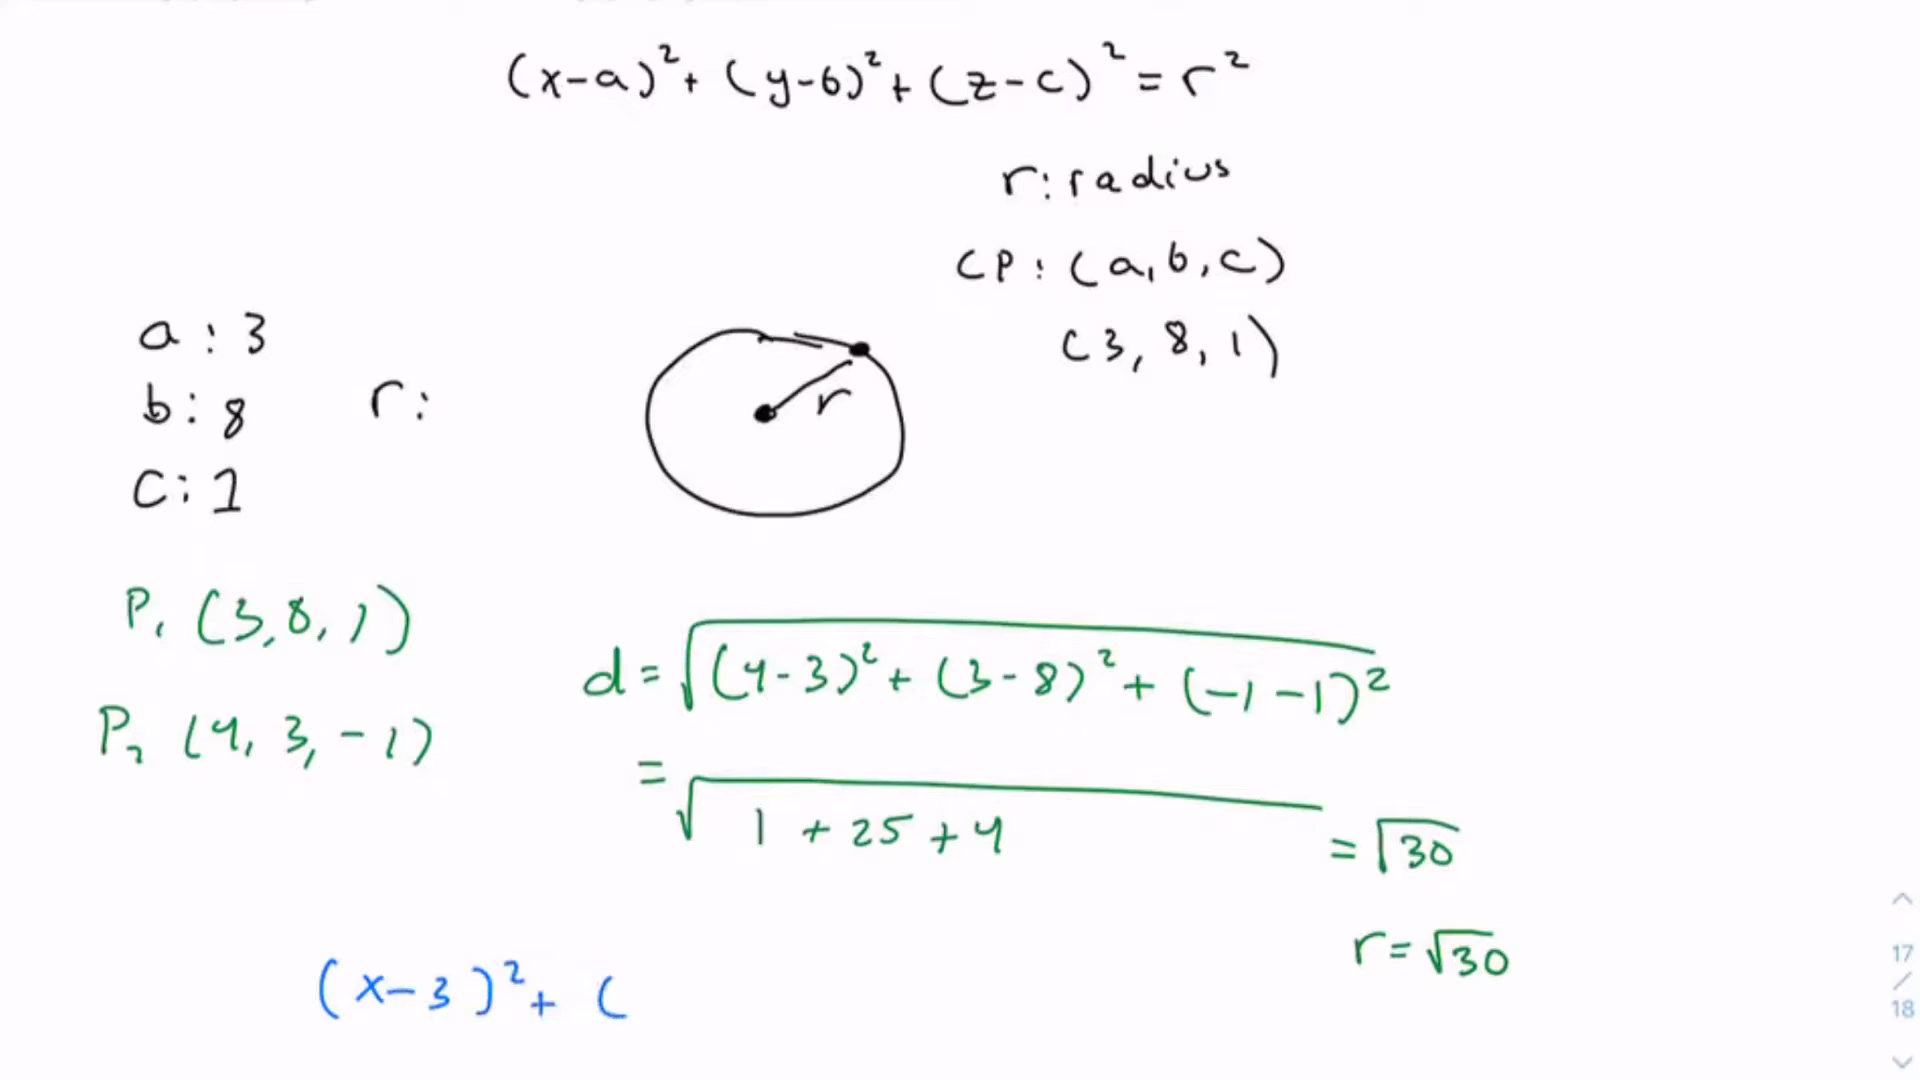 (x-a)²+(y-b)²+(z-c)²=r²
r: radius
CP: (a,b,c)
(3, 8, 1)
a : 3
b : 8
r:
r
c : 1
P₁ (3,8,1)
P₂ (4, 3, -1)
d = √((4-3)²+(3-8)²+(-1-1)²)
= √(1+25+4) = √30
r = √30
(x-3)²+(
17
/
18